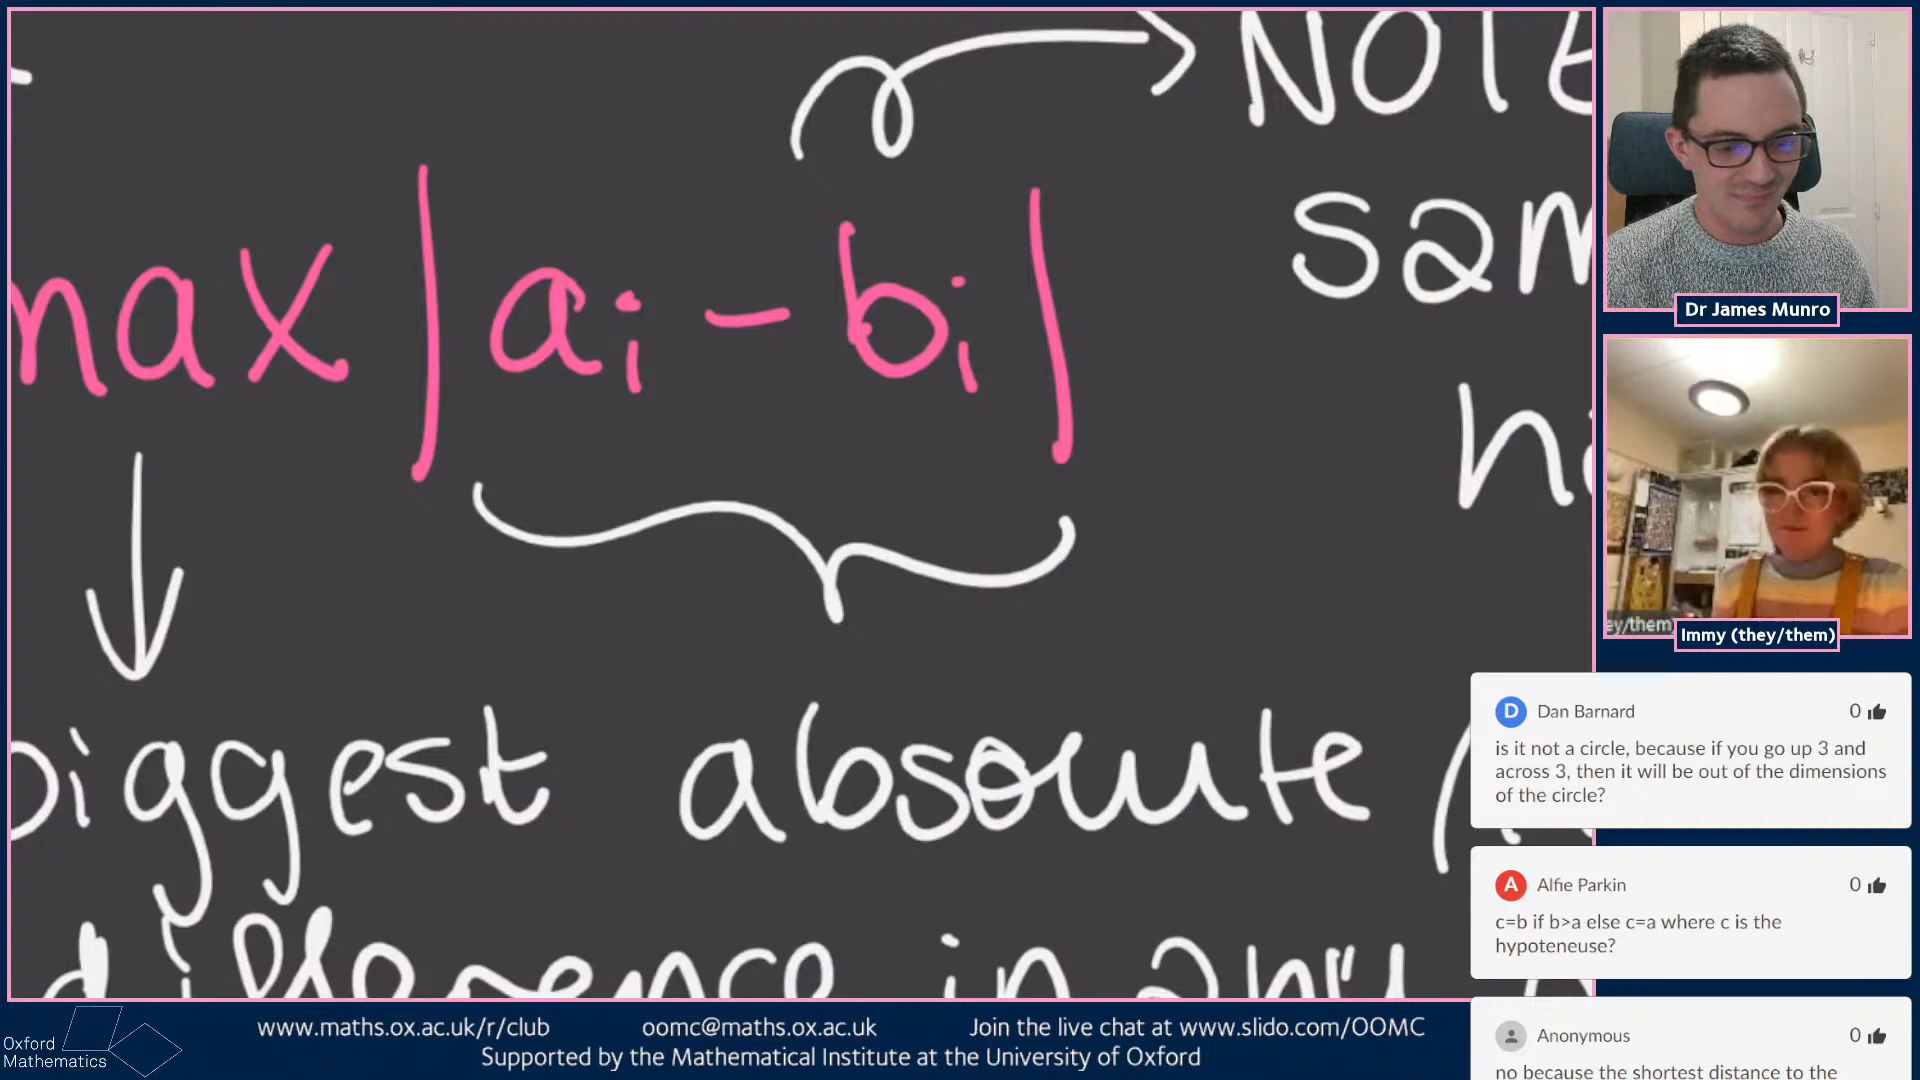 NOTE
sam
max | ai - bi |
hi
biggest absolute
difference in any
Dr James Munro
ey/them)
Immy (they/them)
D Dan Barnard 0
is it not a circle, because if you go up 3 and
across 3, then it will be out of the dimensions
of the circle?
A Alfie Parkin 0
c=b if b>a else c=a where c is the
hypoteneuse?
Anonymous 0
no because the shortest distance to the
Oxford
Mathematics
www.maths.ox.ac.uk/r/club oomc@maths.ox.ac.uk Join the live chat at www.slido.com/OOMC
Supported by the Mathematical Institute at the University of Oxford